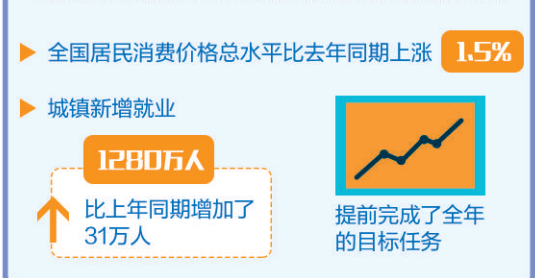 全国居民消费价格总水平比去年同期上涨 1.5%
城镇新增就业
1280万人
比上年同期增加了
31万人
提前完成了全年
的目标任务